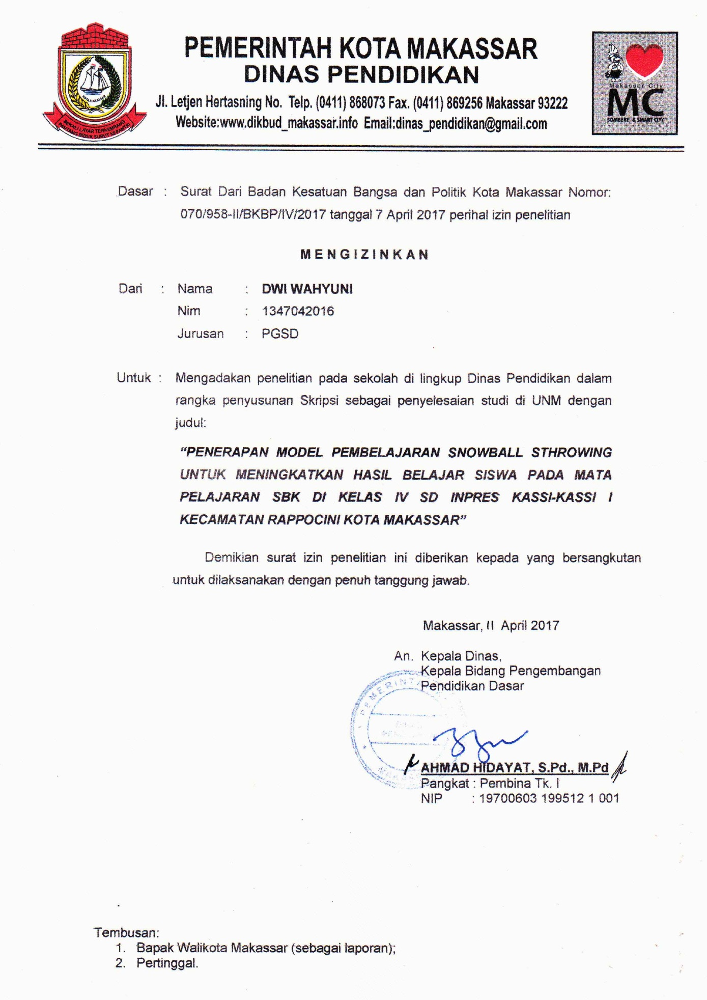 PEMERINTAH KOTA MAKASSAR
DINAS PENDIDIKAN
Jl. Letjen Hertasning No. Telp. (0411) 868073 Fax. (0411) 869256 Makassar 93222
Website:www.dikbud_makassar.info Email:dinas_pendidikan@gmail.com
KOTA MAKASSAR
BEKALI LAYAR TERKEMBANG
PANTANG BIDUK SURUT KEPANTAI
Makassar City
MC
SOMBERE' & SMART CITY
Dasar : Surat Dari Badan Kesatuan Bangsa dan Politik Kota Makassar Nomor:
070/958-II/BKBP/IV/2017 tanggal 7 April 2017 perihal izin penelitian
MENGIZINKAN
Dari : Nama : DWI WAHYUNI
Nim : 1347042016
Jurusan : PGSD
Untuk : Mengadakan penelitian pada sekolah di lingkup Dinas Pendidikan dalam
rangka penyusunan Skripsi sebagai penyelesaian studi di UNM dengan
judul:
“PENERAPAN MODEL PEMBELAJARAN SNOWBALL STHROWING
UNTUK MENINGKATKAN HASIL BELAJAR SISWA PADA MATA
PELAJARAN SBK DI KELAS IV SD INPRES KASSI-KASSI I
KECAMATAN RAPPOCINI KOTA MAKASSAR”
Demikian surat izin penelitian ini diberikan kepada yang bersangkutan
untuk dilaksanakan dengan penuh tanggung jawab.
Makassar, 11 April 2017
An. Kepala Dinas,
Kepala Bidang Pengembangan
Pendidikan Dasar
AHMAD HIDAYAT, S.Pd., M.Pd
Pangkat : Pembina Tk. I
NIP : 19700603 199512 1 001
Tembusan:
1. Bapak Walikota Makassar (sebagai laporan);
2. Pertinggal.